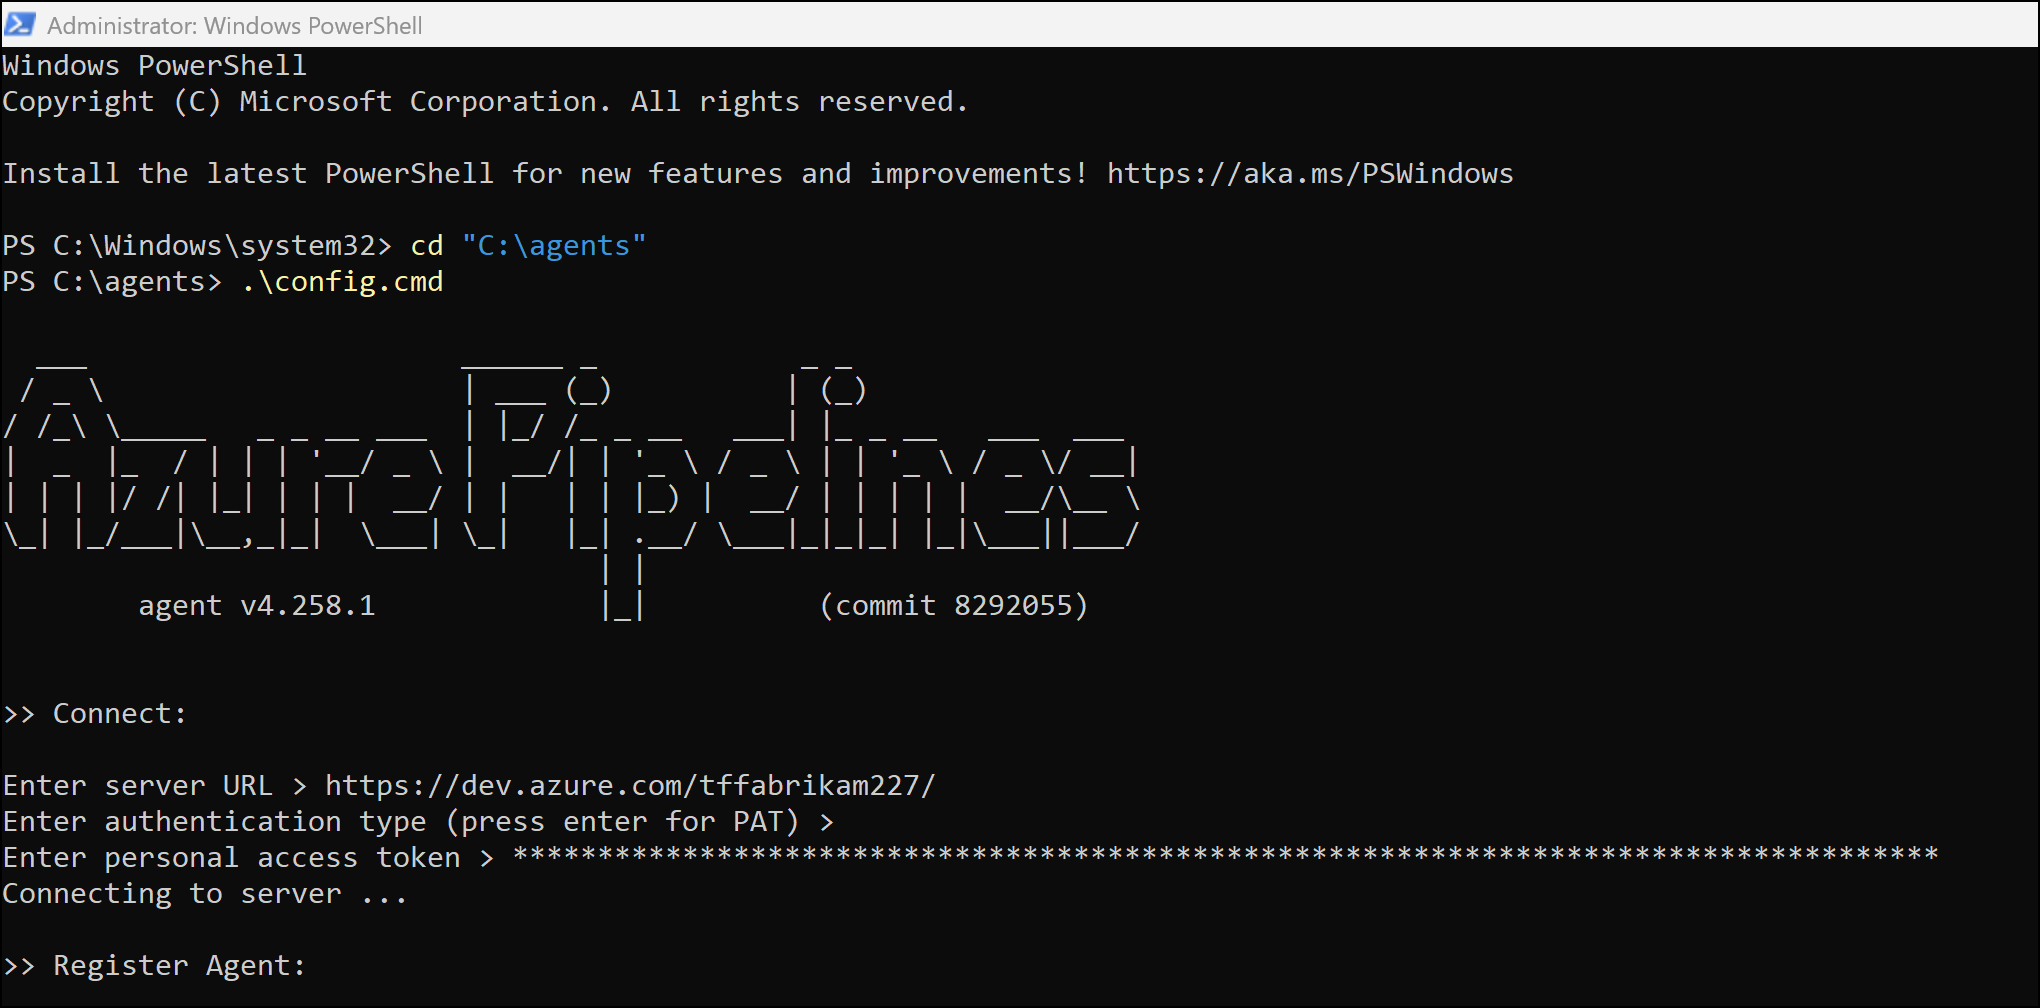 Administrator: Windows PowerShell
Windows PowerShell
Copyright (C) Microsoft Corporation. All rights reserved.
Install the latest PowerShell for new features and improvements! https://aka.ms/PSWindows
PS C:\Windows\system32> cd "C:\agents"
PS C:\agents> .\config.cmd
Azure Pipelines
agent v4.258.1 (commit 8292055)
>> Connect:
Enter server URL > https://dev.azure.com/tffabrikam227/
Enter authentication type (press enter for PAT) >
Enter personal access token > ************************************************************************************
Connecting to server ...
>> Register Agent: